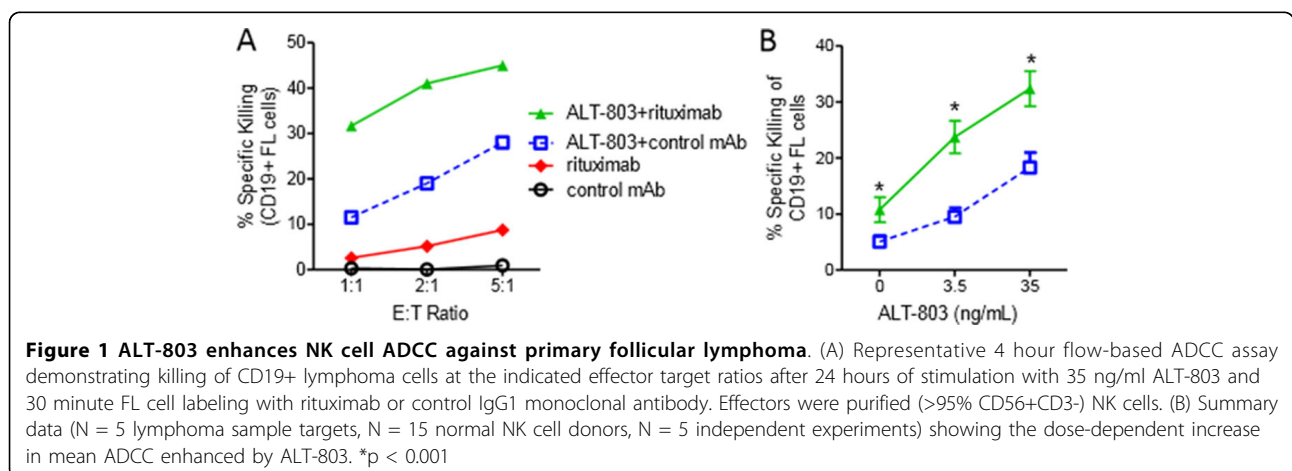 A
50
40
30
20
10
0
% Specific Killing
(CD19+ FL cells)
1:1 2:1 5:1
E:T Ratio
ALT-803+rituximab
ALT-803+control mAb
rituximab
control mAb
B
40
30
20
10
0
% Specific Killing of
CD19+ FL cells
* * *
0 3.5 35
ALT-803 (ng/mL)
Figure 1 ALT-803 enhances NK cell ADCC against primary follicular lymphoma. (A) Representative 4 hour flow-based ADCC assay
demonstrating killing of CD19+ lymphoma cells at the indicated effector target ratios after 24 hours of stimulation with 35 ng/ml ALT-803 and
30 minute FL cell labeling with rituximab or control IgG1 monoclonal antibody. Effectors were purified (>95% CD56+CD3-) NK cells. (B) Summary
data (N = 5 lymphoma sample targets, N = 15 normal NK cell donors, N = 5 independent experiments) showing the dose-dependent increase
in mean ADCC enhanced by ALT-803. *p < 0.001